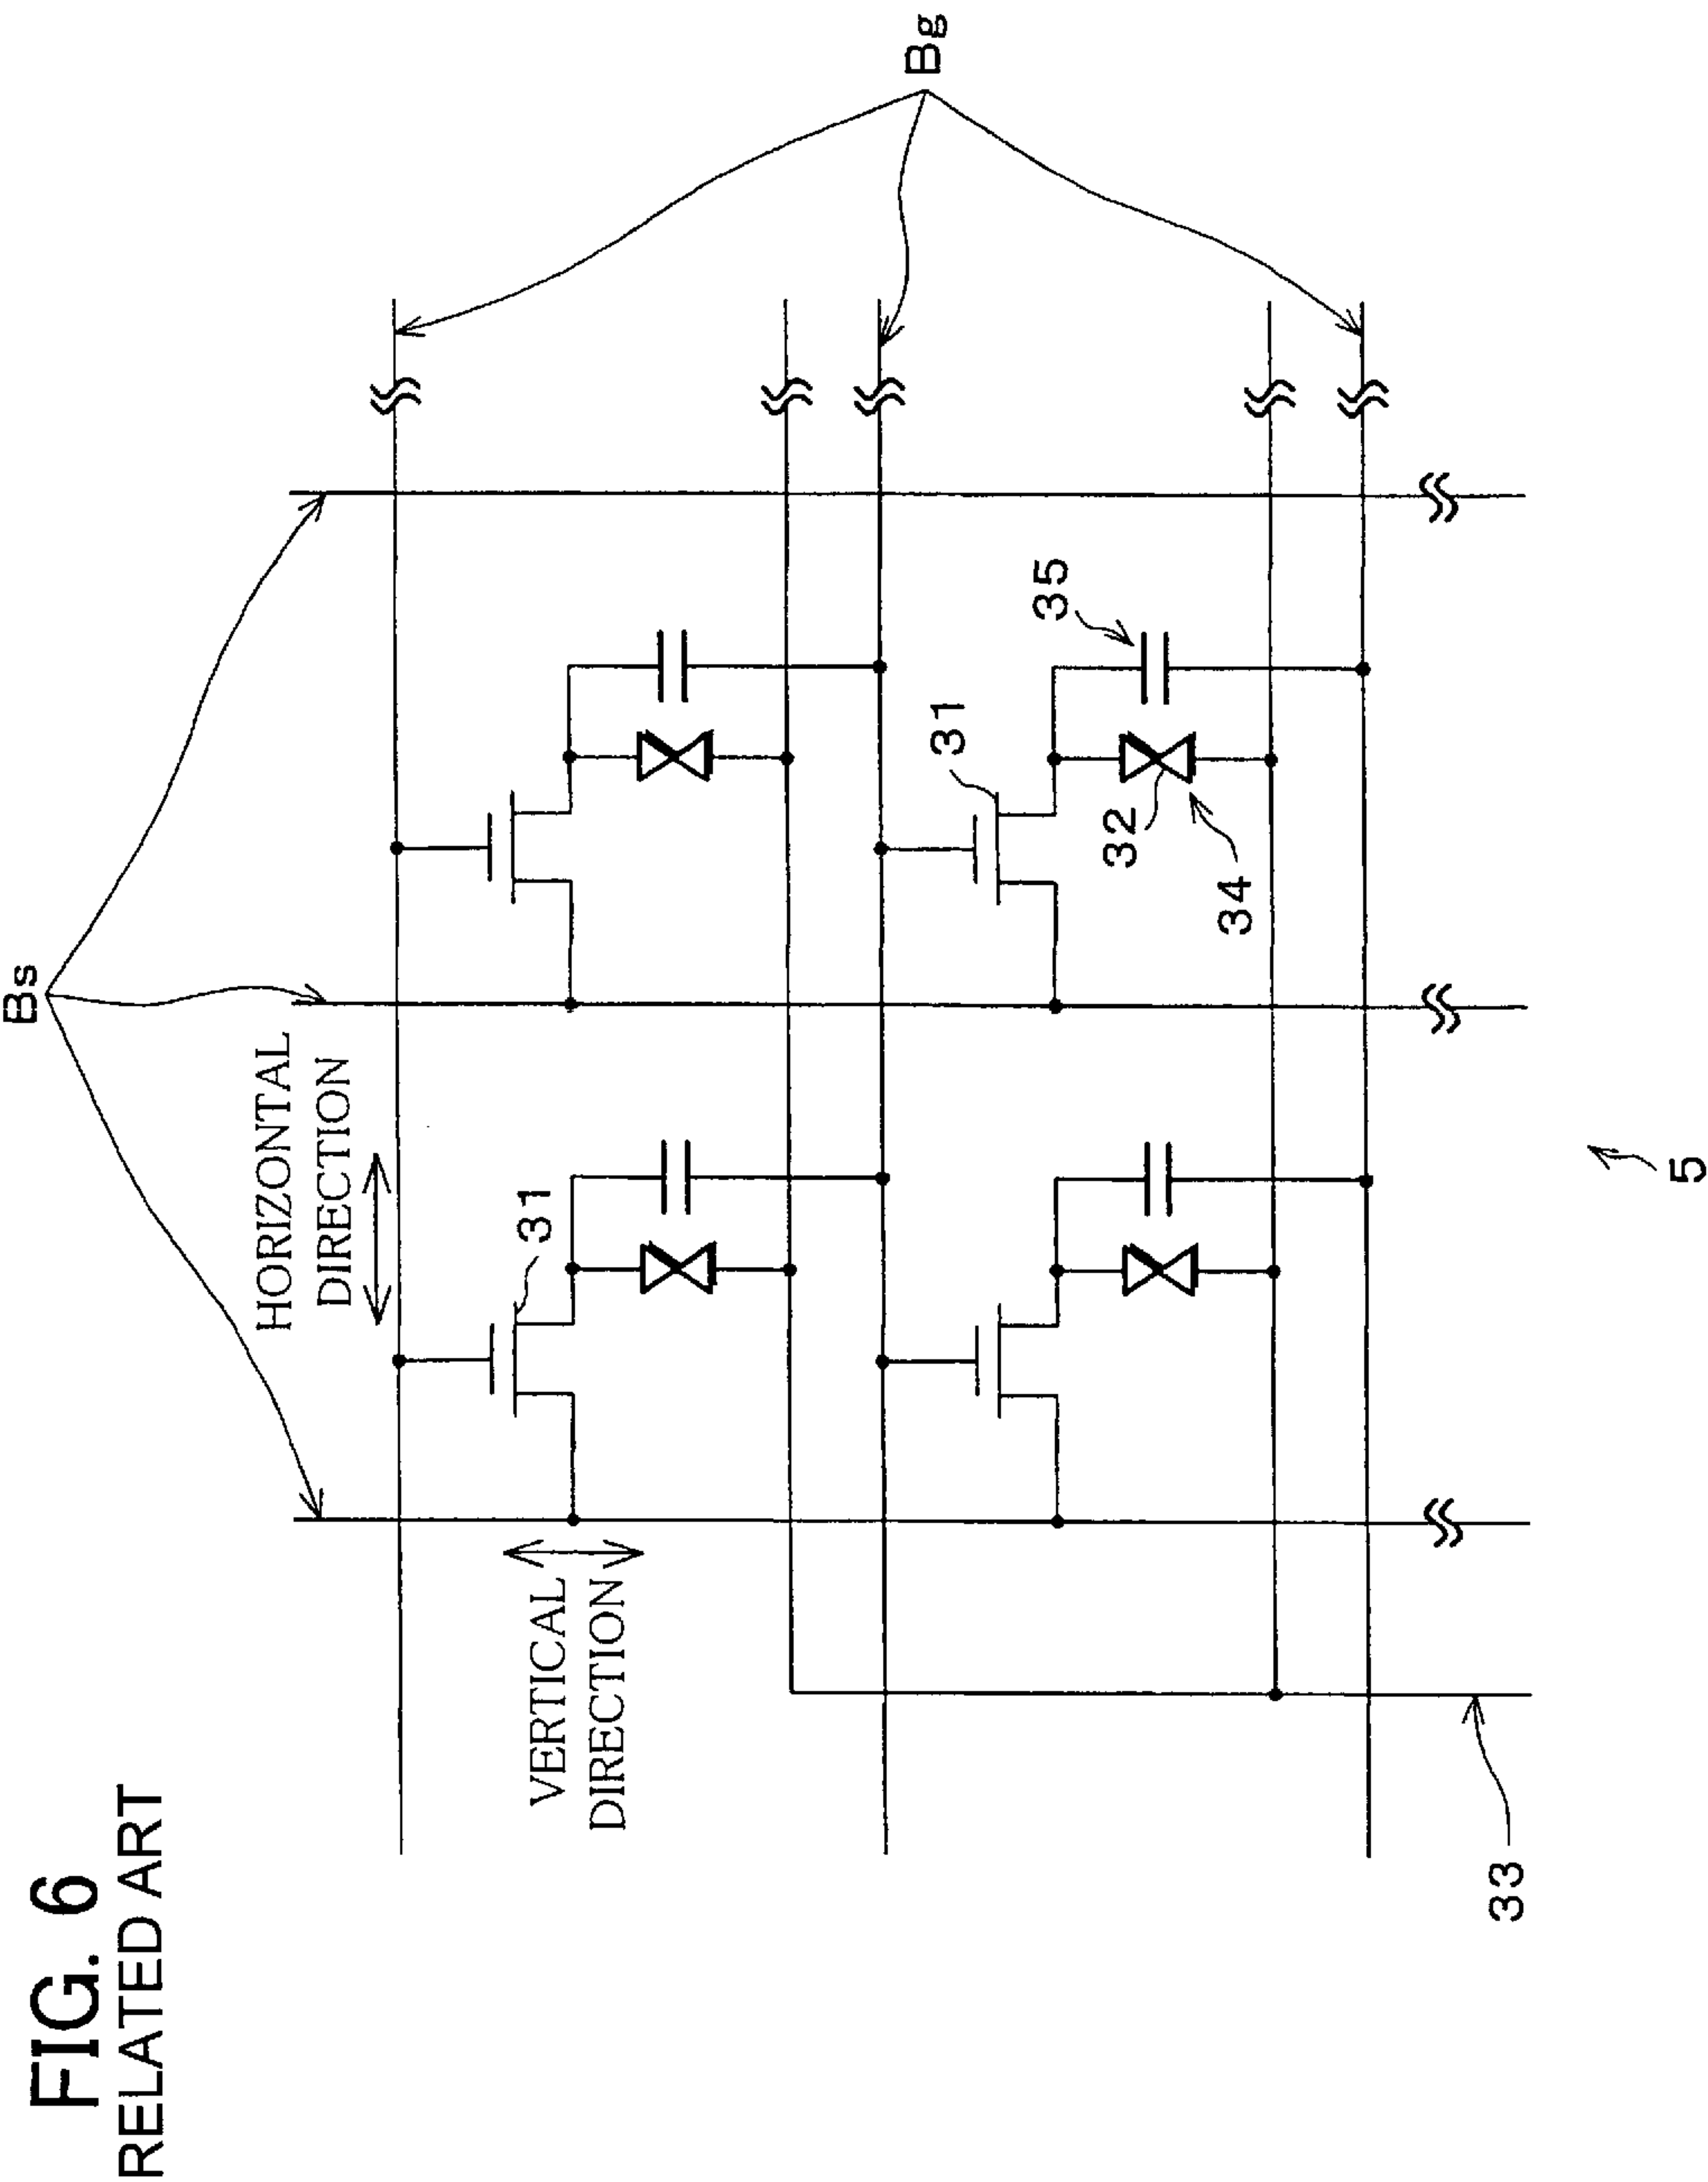 FIG. 6
RELATED ART
Bs
HORIZONTAL
DIRECTION
VERTICAL
DIRECTION
31
31
35
32
34
Bg
33
5